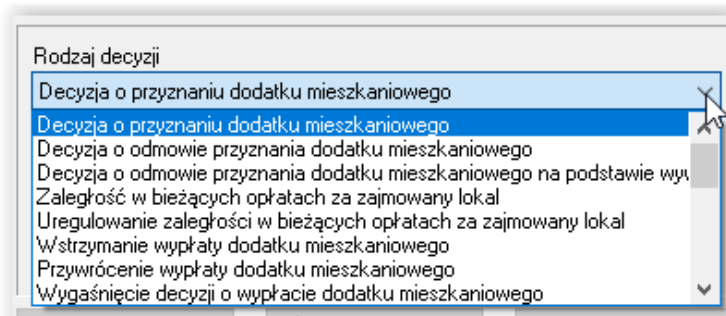 Rodzaj decyzji
Decyzja o przyznaniu dodatku mieszkaniowego
Decyzja o przyznaniu dodatku mieszkaniowego
Decyzja o odmowie przyznania dodatku mieszkaniowego
Decyzja o odmowie przyznania dodatku mieszkaniowego na podstawie
Zaległość w bieżących opłatach za zajmowany lokal
Uregulowanie zaległości w bieżących opłatach za zajmowany lokal
Wstrzymanie wypłaty dodatku mieszkaniowego
Przywrócenie wypłaty dodatku mieszkaniowego
Wygaśnięcie decyzji o wypłacie dodatku mieszkaniowego